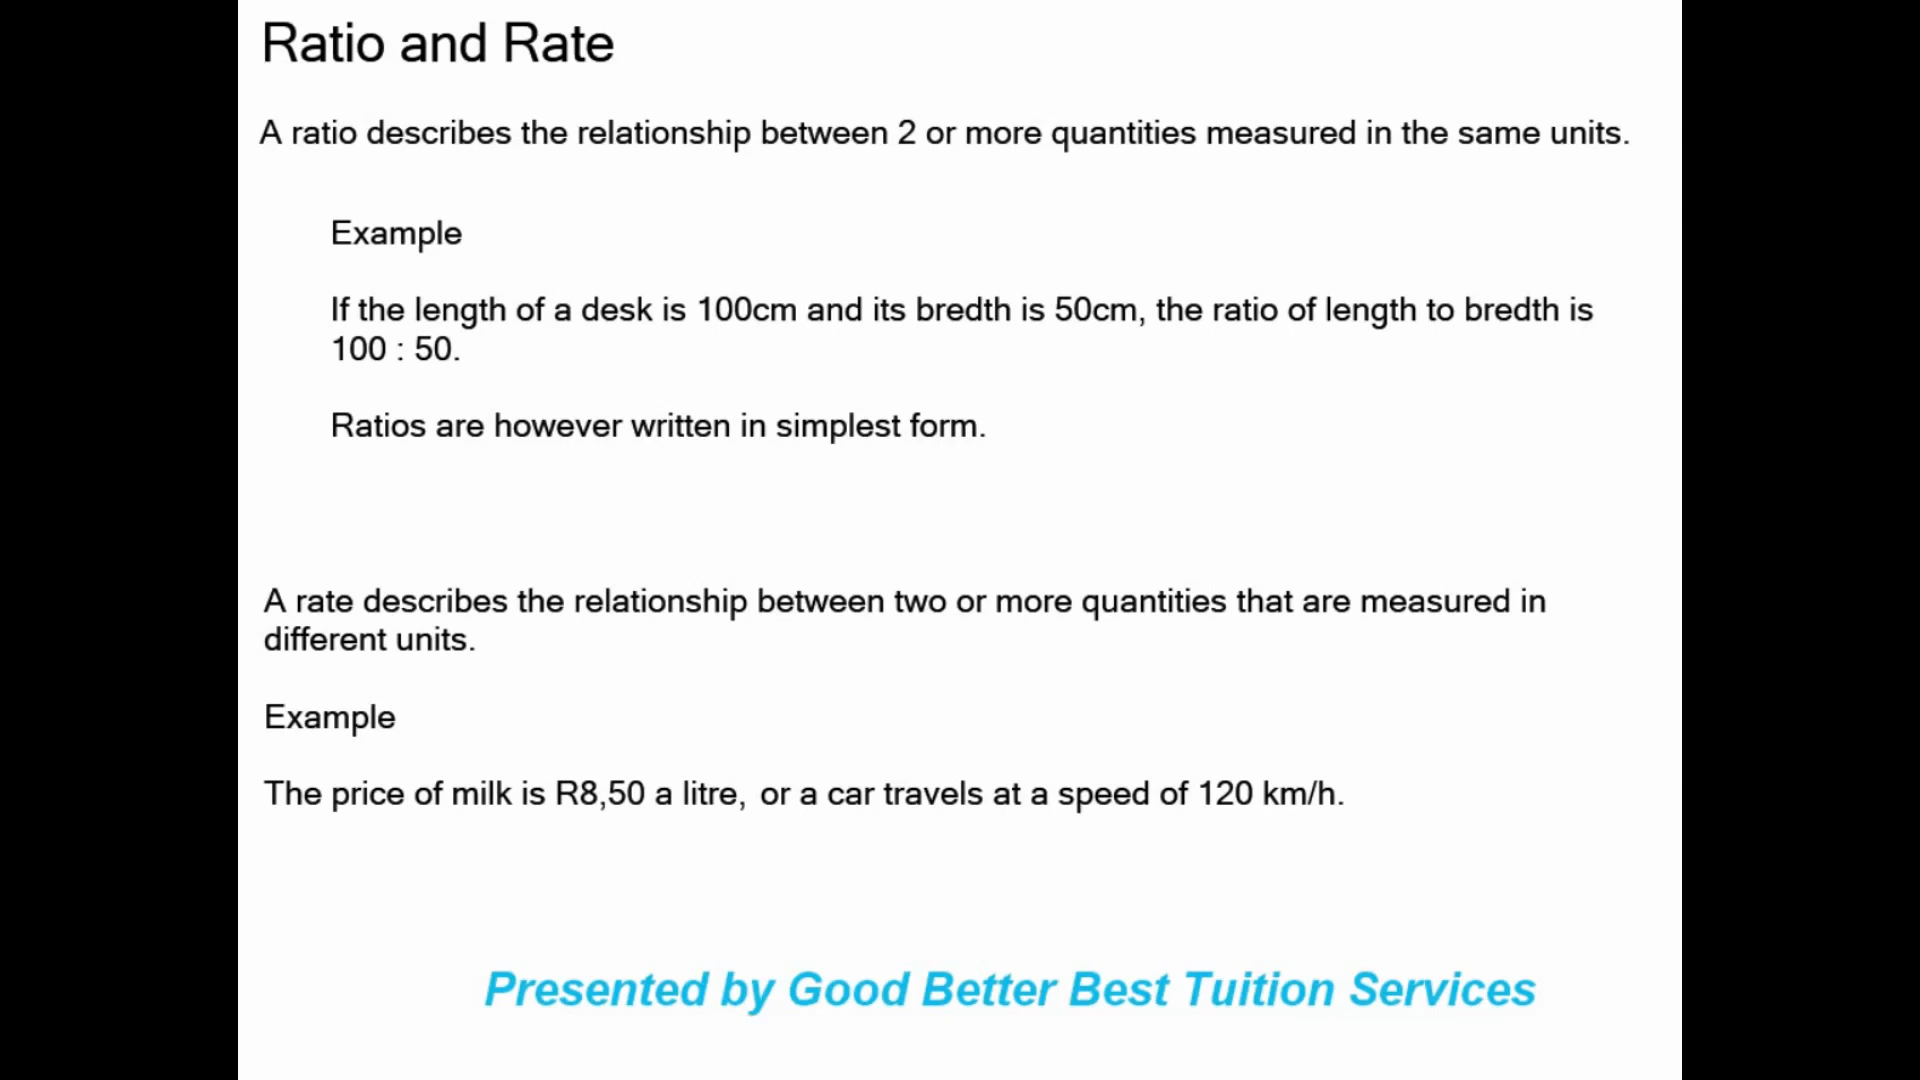 Ratio and Rate
A ratio describes the relationship between 2 or more quantities measured in the same units.
Example
If the length of a desk is 100cm and its bredth is 50cm, the ratio of length to bredth is
100 : 50.
Ratios are however written in simplest form.
A rate describes the relationship between two or more quantities that are measured in
different units.
Example
The price of milk is R8,50 a litre, or a car travels at a speed of 120 km/h.
Presented by Good Better Best Tuition Services